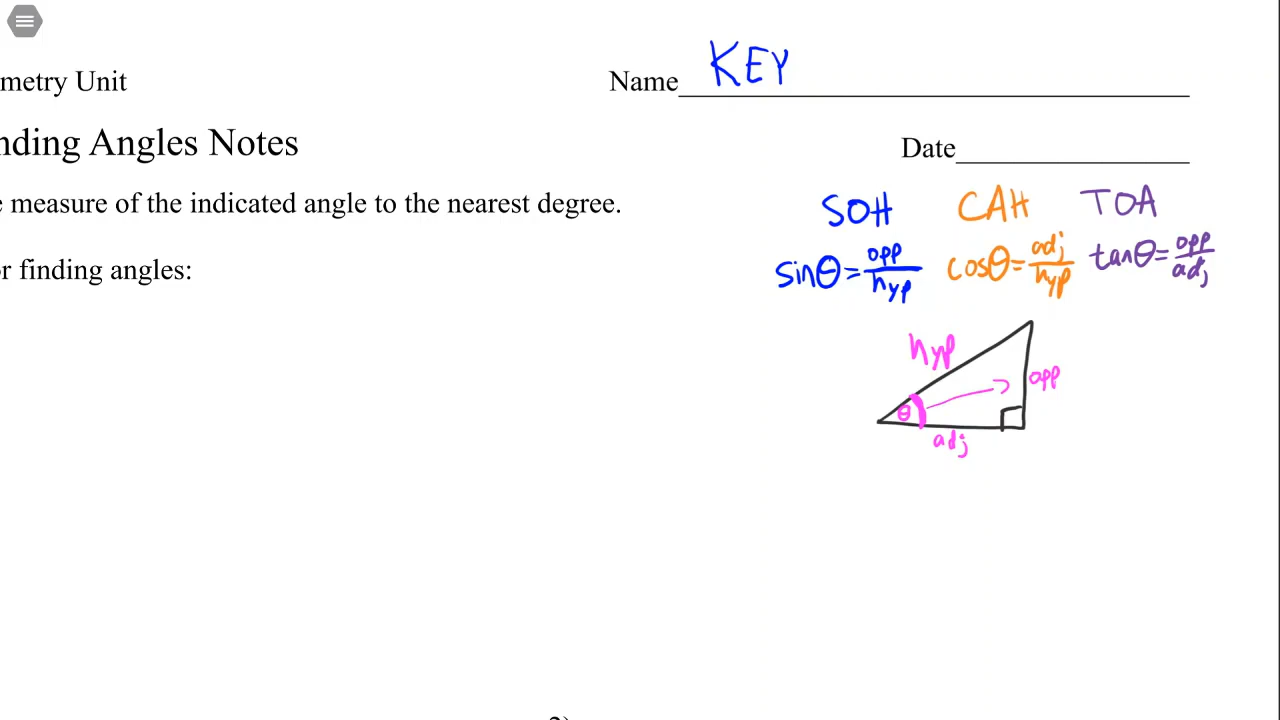 metry Unit
Name KEY
nding Angles Notes
Date
e measure of the indicated angle to the nearest degree.
SOH CAH TOA
or finding angles:
sinθ = opp/hyp cosθ = adj/hyp tanθ = opp/adj
hyp
opp
θ
adj